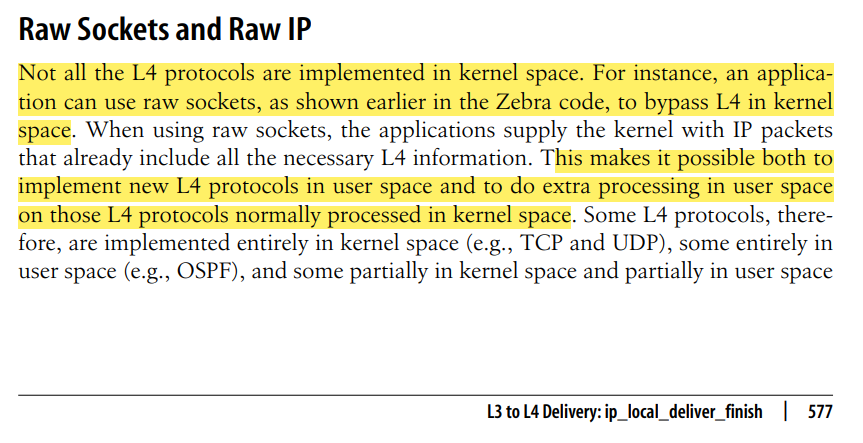 Raw Sockets and Raw IP
Not all the L4 protocols are implemented in kernel space. For instance, an applica-
tion can use raw sockets, as shown earlier in the Zebra code, to bypass L4 in kernel
space. When using raw sockets, the applications supply the kernel with IP packets
that already include all the necessary L4 information. This makes it possible both to
implement new L4 protocols in user space and to do extra processing in user space
on those L4 protocols normally processed in kernel space. Some L4 protocols, there-
fore, are implemented entirely in kernel space (e.g., TCP and UDP), some entirely in
user space (e.g., OSPF), and some partially in kernel space and partially in user space
L3 to L4 Delivery: ip_local_deliver_finish | 577